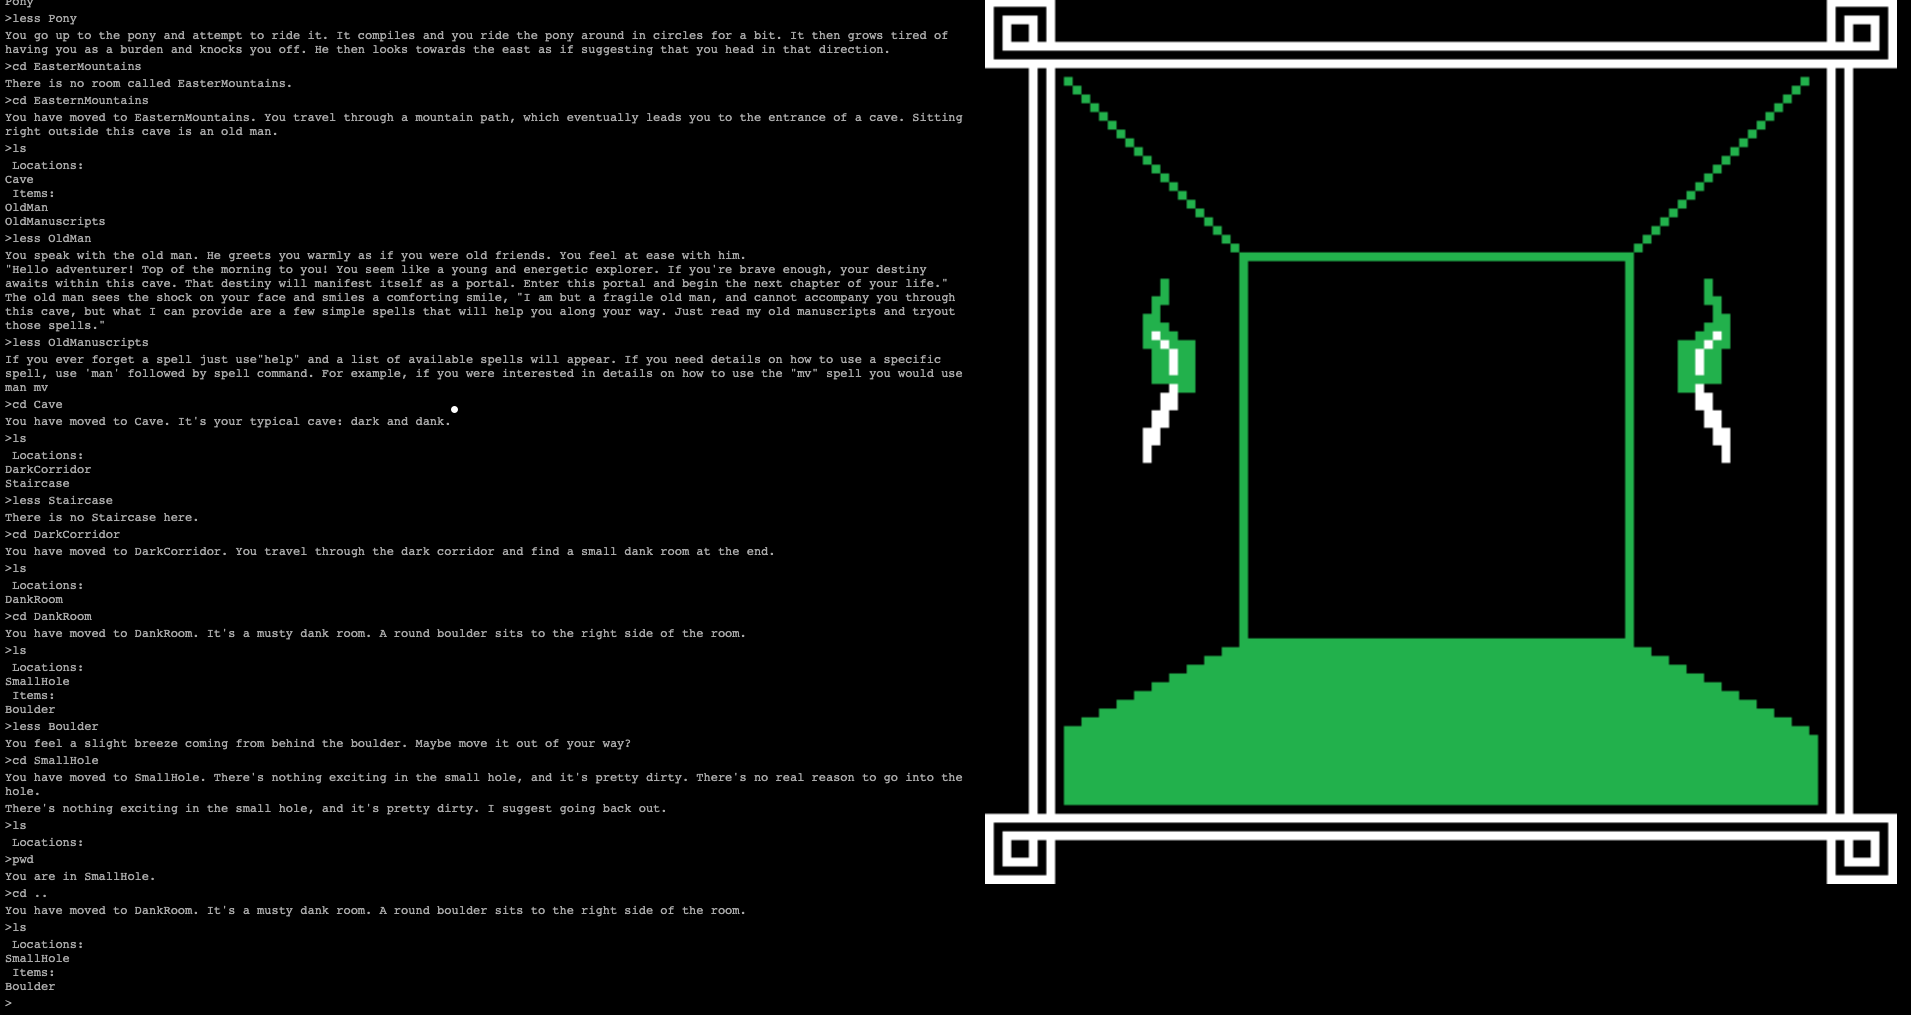 Pony
>less Pony
You go up to the pony and attempt to ride it. It compiles and you ride the pony around in circles for a bit. It then grows tired of
having you as a burden and knocks you off. He then looks towards the east as if suggesting that you head in that direction.
>cd EasterMountains
There is no room called EasterMountains.
>cd EasternMountains
You have moved to EasternMountains. You travel through a mountain path, which eventually leads you to the entrance of a cave. Sitting
right outside this cave is an old man.
>ls
Locations:
Cave
Items:
OldMan
OldManuscripts
>less OldMan
You speak with the old man. He greets you warmly as if you were old friends. You feel at ease with him.
"Hello adventurer! Top of the morning to you! You seem like a young and energetic explorer. If you're brave enough, your destiny
awaits within this cave. That destiny will manifest itself as a portal. Enter this portal and begin the next chapter of your life."
The old man sees the shock on your face and smiles a comforting smile, "I am but a fragile old man, and cannot accompany you through
this cave, but what I can provide are a few simple spells that will help you along your way. Just read my old manuscripts and tryout
those spells."
>less OldManuscripts
If you ever forget a spell just use"help" and a list of available spells will appear. If you need details on how to use a specific
spell, use 'man' followed by spell command. For example, if you were interested in details on how to use the "mv" spell you would use
man mv
>cd Cave
You have moved to Cave. It's your typical cave: dark and dank.
>ls
Locations:
DarkCorridor
Staircase
>less Staircase
There is no Staircase here.
>cd DarkCorridor
You have moved to DarkCorridor. You travel through the dark corridor and find a small dank room at the end.
>ls
Locations:
DankRoom
>cd DankRoom
You have moved to DankRoom. It's a musty dank room. A round boulder sits to the right side of the room.
>ls
Locations:
SmallHole
Items:
Boulder
>less Boulder
You feel a slight breeze coming from behind the boulder. Maybe move it out of your way?
>cd SmallHole
You have moved to SmallHole. There's nothing exciting in the small hole, and it's pretty dirty. There's no real reason to go into the
hole.
There's nothing exciting in the small hole, and it's pretty dirty. I suggest going back out.
>ls
Locations:
>pwd
You are in SmallHole.
>cd ..
You have moved to DankRoom. It's a musty dank room. A round boulder sits to the right side of the room.
>ls
Locations:
SmallHole
Items:
Boulder
>